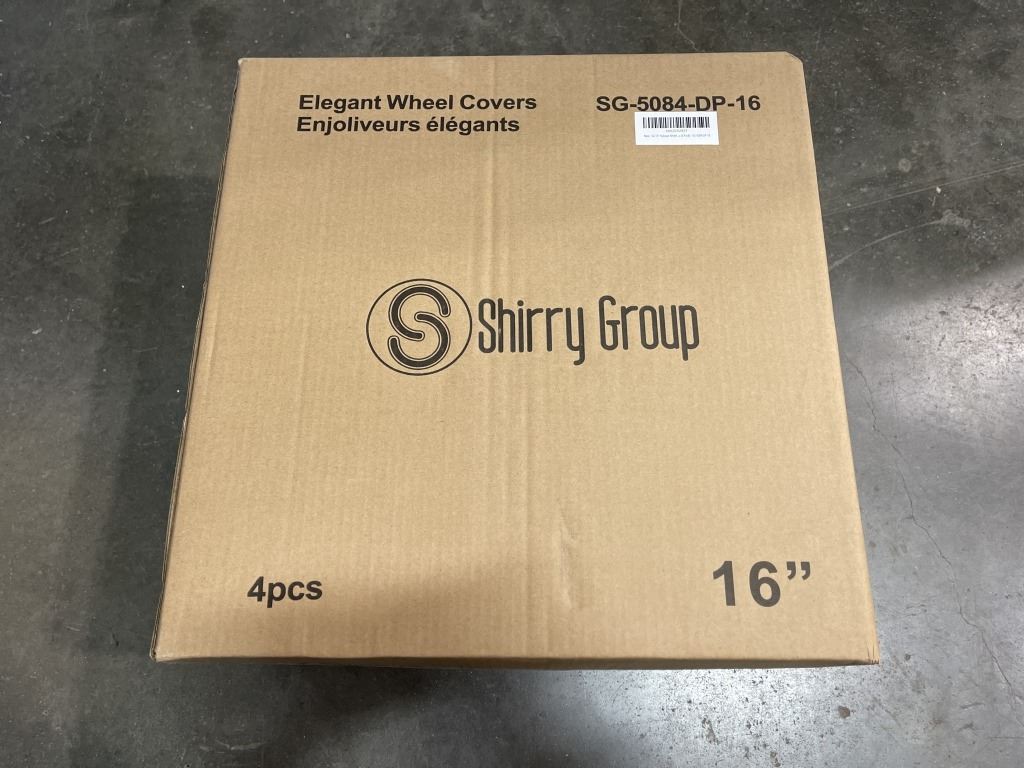 Elegant Wheel Covers
Enjoliveurs élégants
SG-5084-DP-16
S Shirry Group
4pcs
16”